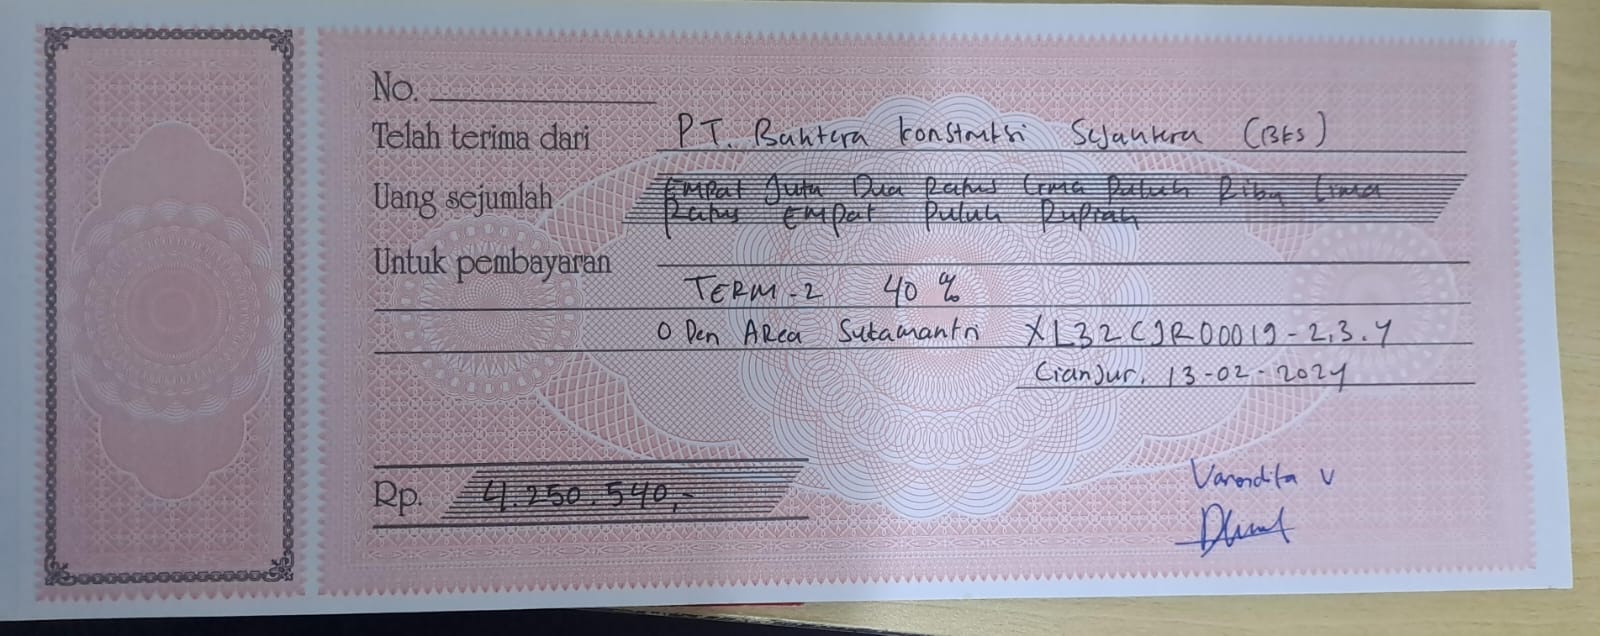 No.
Telah terima dari PT. Bahtera Konstruksi Sejahtera (BKS)
Uang sejumlah Empat Juta Dua Ratus Lima Puluh Ribu Lima
Ratus Empat Puluh Rupiah
Untuk pembayaran
TERM-2 40 %
O Den Area Sukamantri XL32CJR00019-2,3.4
Cianjur, 13-02-2024
Rp. 4.250.540,-
Varendita V